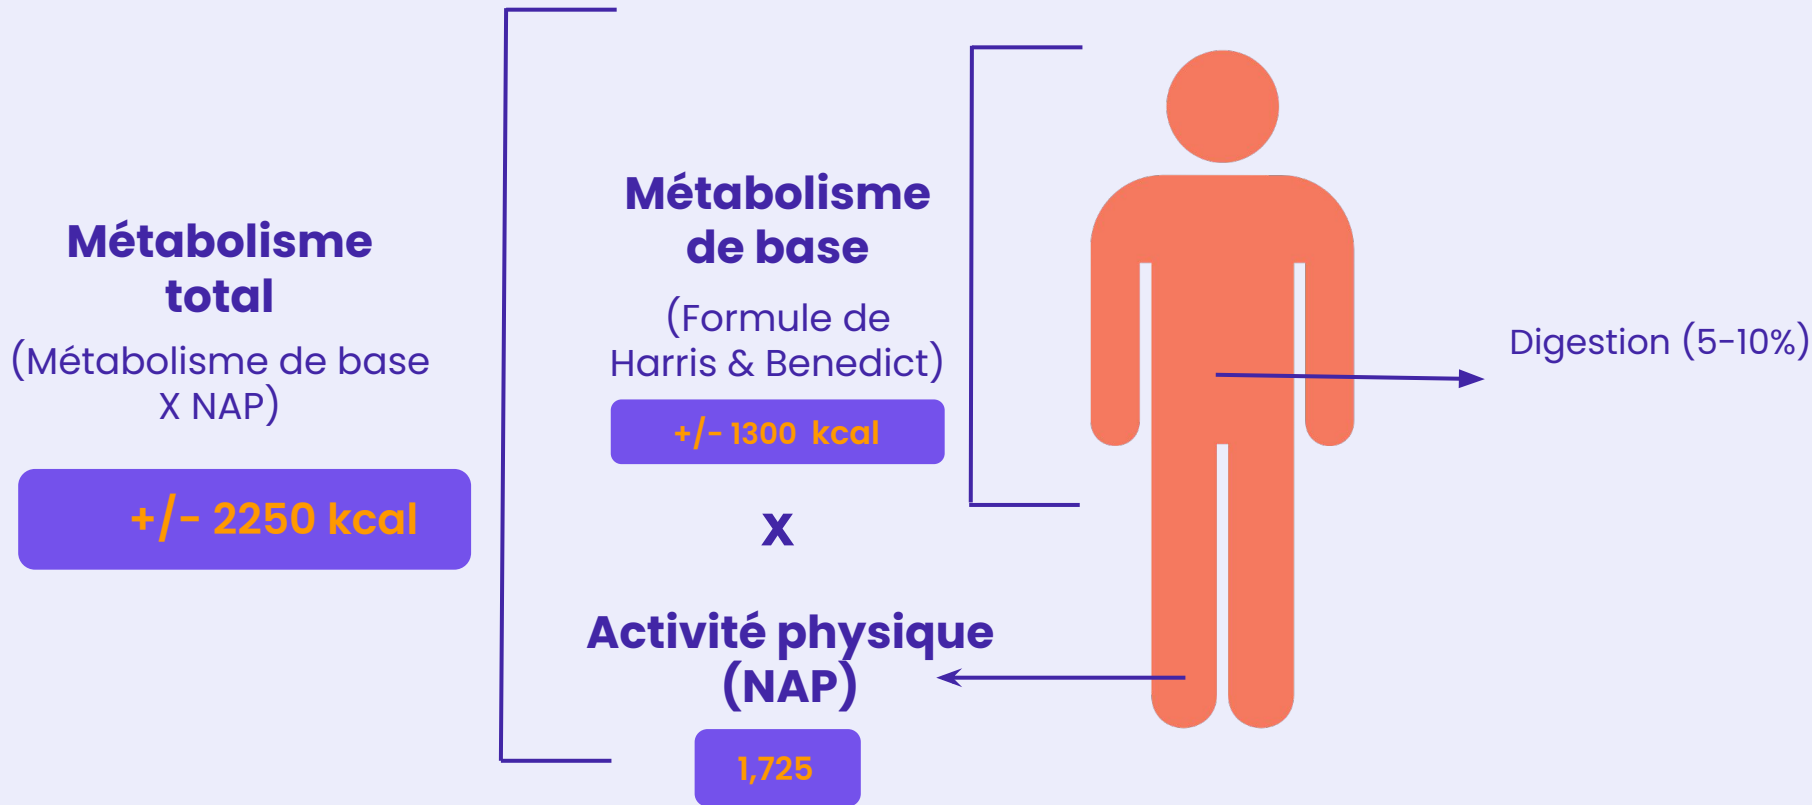 Métabolisme
total
(Métabolisme de base
X NAP)
+/- 2250 kcal
Métabolisme
de base
(Formule de
Harris & Benedict)
+/- 1300 kcal
x
Activité physique
(NAP)
1,725
Digestion (5-10%)